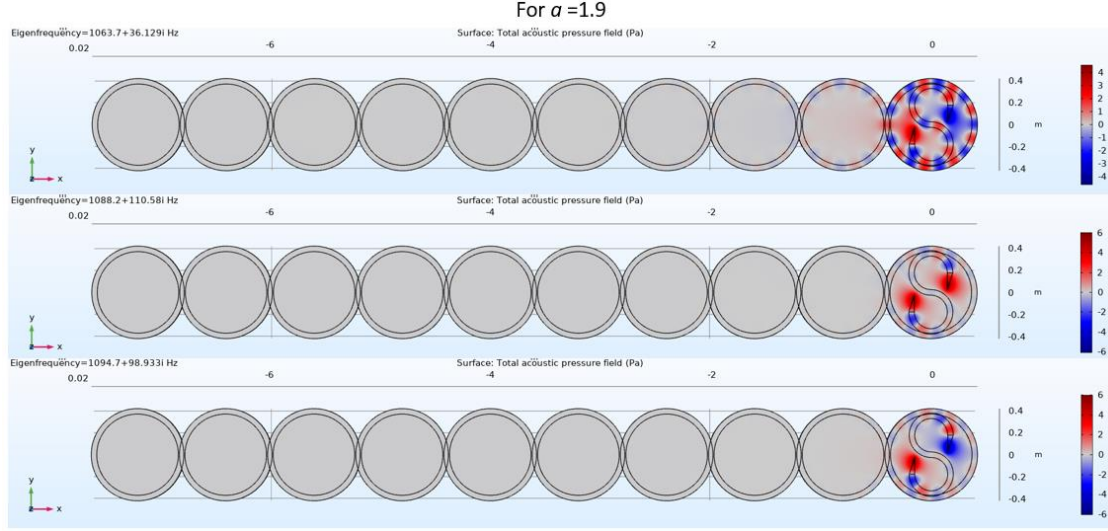 For a =1.9
Eigenfrequency=1063.7+36.129i Hz Surface: Total acoustic pressure field (Pa)
0.02 -6 -4 -2 0
0.4
0.2
0 m
-0.2
-0.4
4
3
2
1
0
-1
-2
-3
-4
y
z x
Eigenfrequency=1088.2+110.58i Hz Surface: Total acoustic pressure field (Pa)
0.02 -6 -4 -2 0
0.4
0.2
0 m
-0.2
-0.4
6
4
2
0
-2
-4
-6
y
z x
Eigenfrequency=1094.7+98.933i Hz Surface: Total acoustic pressure field (Pa)
0.02 -6 -4 -2 0
0.4
0.2
0 m
-0.2
-0.4
6
4
2
0
-2
-4
-6
y
z x